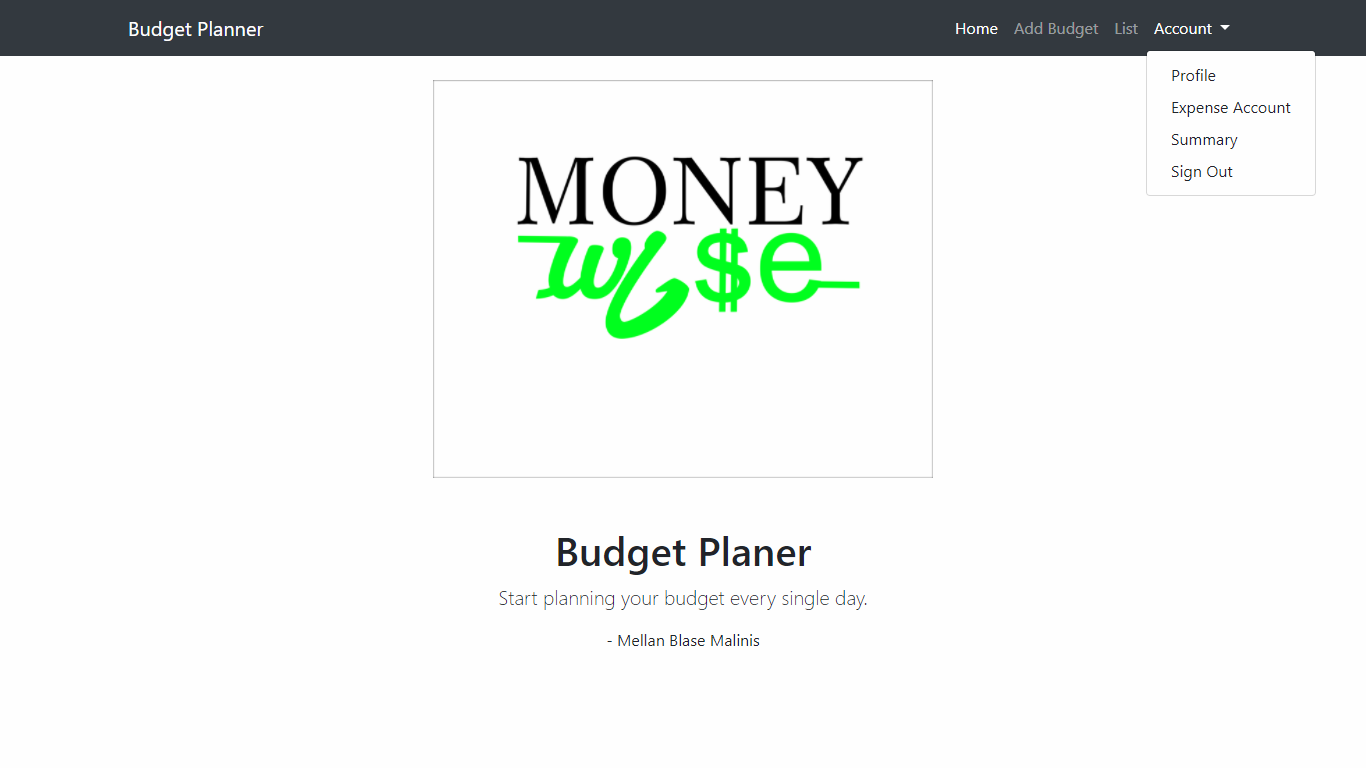 Budget Planner Home Add Budget List Account
Profile
Expense Account
Summary
Sign Out
MONEY
wi$e
Budget Planer
Start planning your budget every single day.
- Mellan Blase Malinis